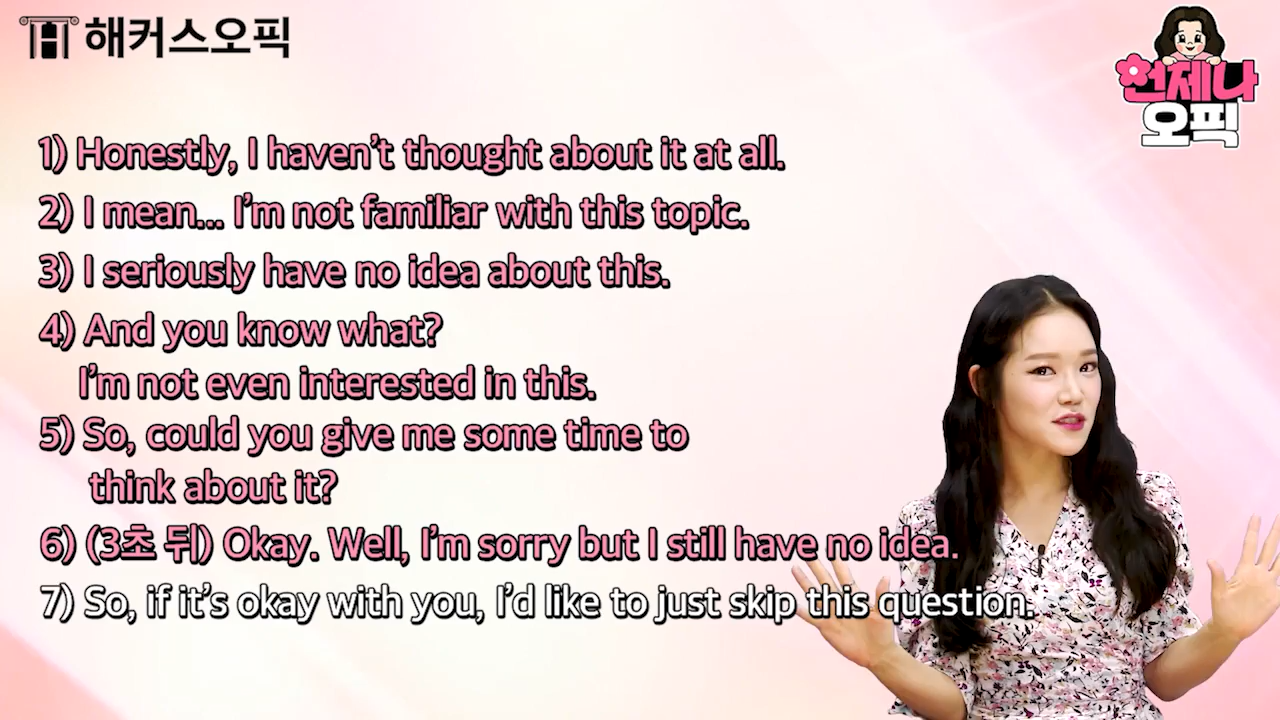 해커스오픽
언제나
오픽
1) Honestly, I haven't thought about it at all.
2) I mean... I'm not familiar with this topic.
3) I seriously have no idea about this.
4) And you know what?
I'm not even interested in this.
5) So, could you give me some time to
think about it?
6) (3초 뒤) Okay. Well, I'm sorry but I still have no idea.
7) So, if it's okay with you, I'd like to just skip this question.